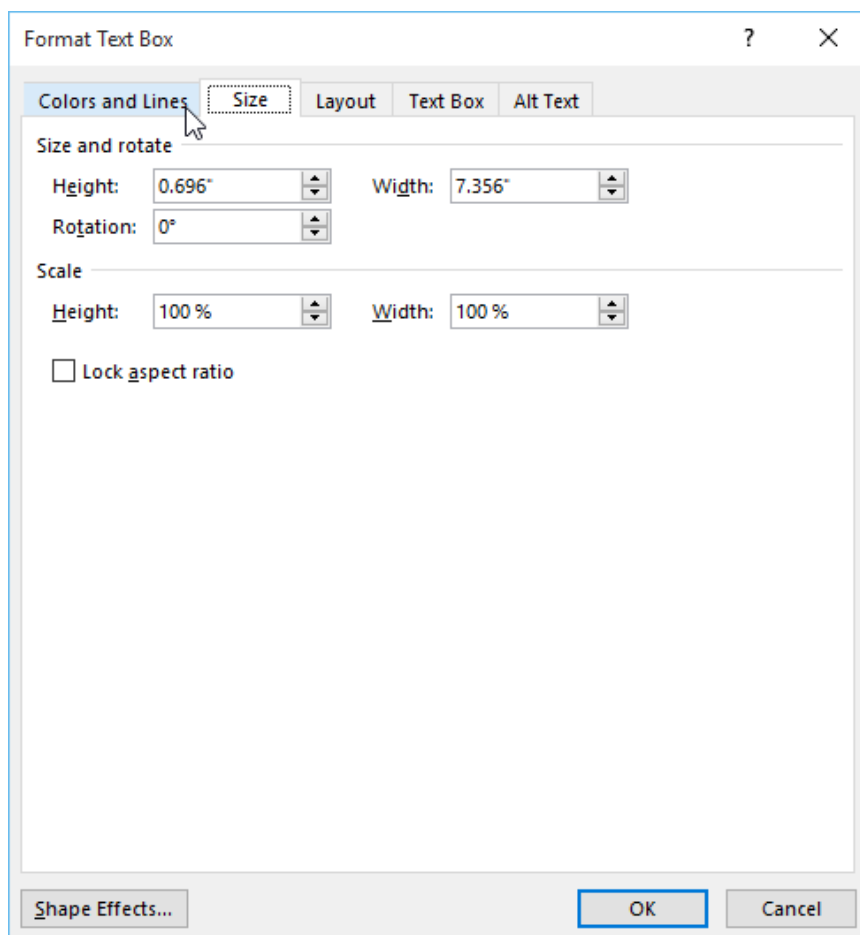 Format Text Box ?
Colors and Lines Size Layout Text Box Alt Text
Size and rotate
Height: 0.696" Width: 7.356"
Rotation: 0°
Scale
Height: 100 % Width: 100 %
Lock aspect ratio
Shape Effects... OK Cancel